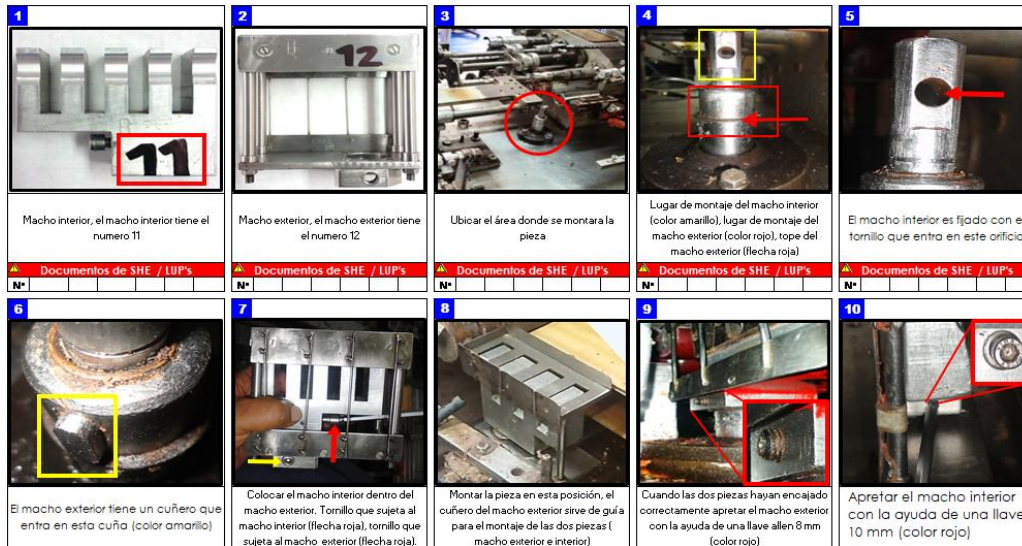 1
11
Macho interior, el macho interior tiene el
numero 11
Documentos de SHE / LUP's
Nº
2
12
Macho exterior, el macho exterior tiene
el numero 12
Documentos de SHE / LUP's
Nº
3
Ubicar el área donde se montara la
pieza
Documentos de SHE / LUP's
Nº
4
Lugar de montaje del macho interior
(color amarillo), lugar de montaje del
macho exterior (color rojo), tope del
macho exterior (flecha roja)
Documentos de SHE / LUP's
Nº
5
El macho interior es fijado con e
tornillo que entra en este orificio
Documentos de SHE / LUP's
Nº
6
El macho exterior tiene un cuñero que
entra en esta cuña (color amarillo)
7
Colocar el macho interior dentro del
macho exterior. Tornillo que sujeta al
macho interior (flecha roja), tornillo que
sujeta al macho exterior (flecha roja).
8
Montar la pieza en esta posición, el
cuñero del macho exterior sirve de guía
para el montaje de las dos piezas (
macho exterior e interior)
9
Cuando las dos piezas hayan encajado
correctamente apretar el macho exterior
con la ayuda de una llave allen 8 mm
(color rojo)
10
Apretar el macho interior
con la ayuda de una llave
10 mm (color rojo)